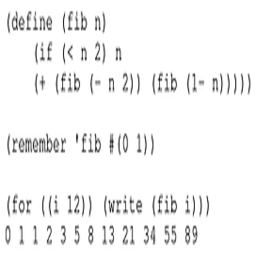 (define (fib n)
(if (< n 2) n
(+ (fib (- n 2)) (fib (1- n)))))
(remember 'fib #(0 1))
(for ((i 12)) (write (fib i)))
0 1 1 2 3 5 8 13 21 34 55 89